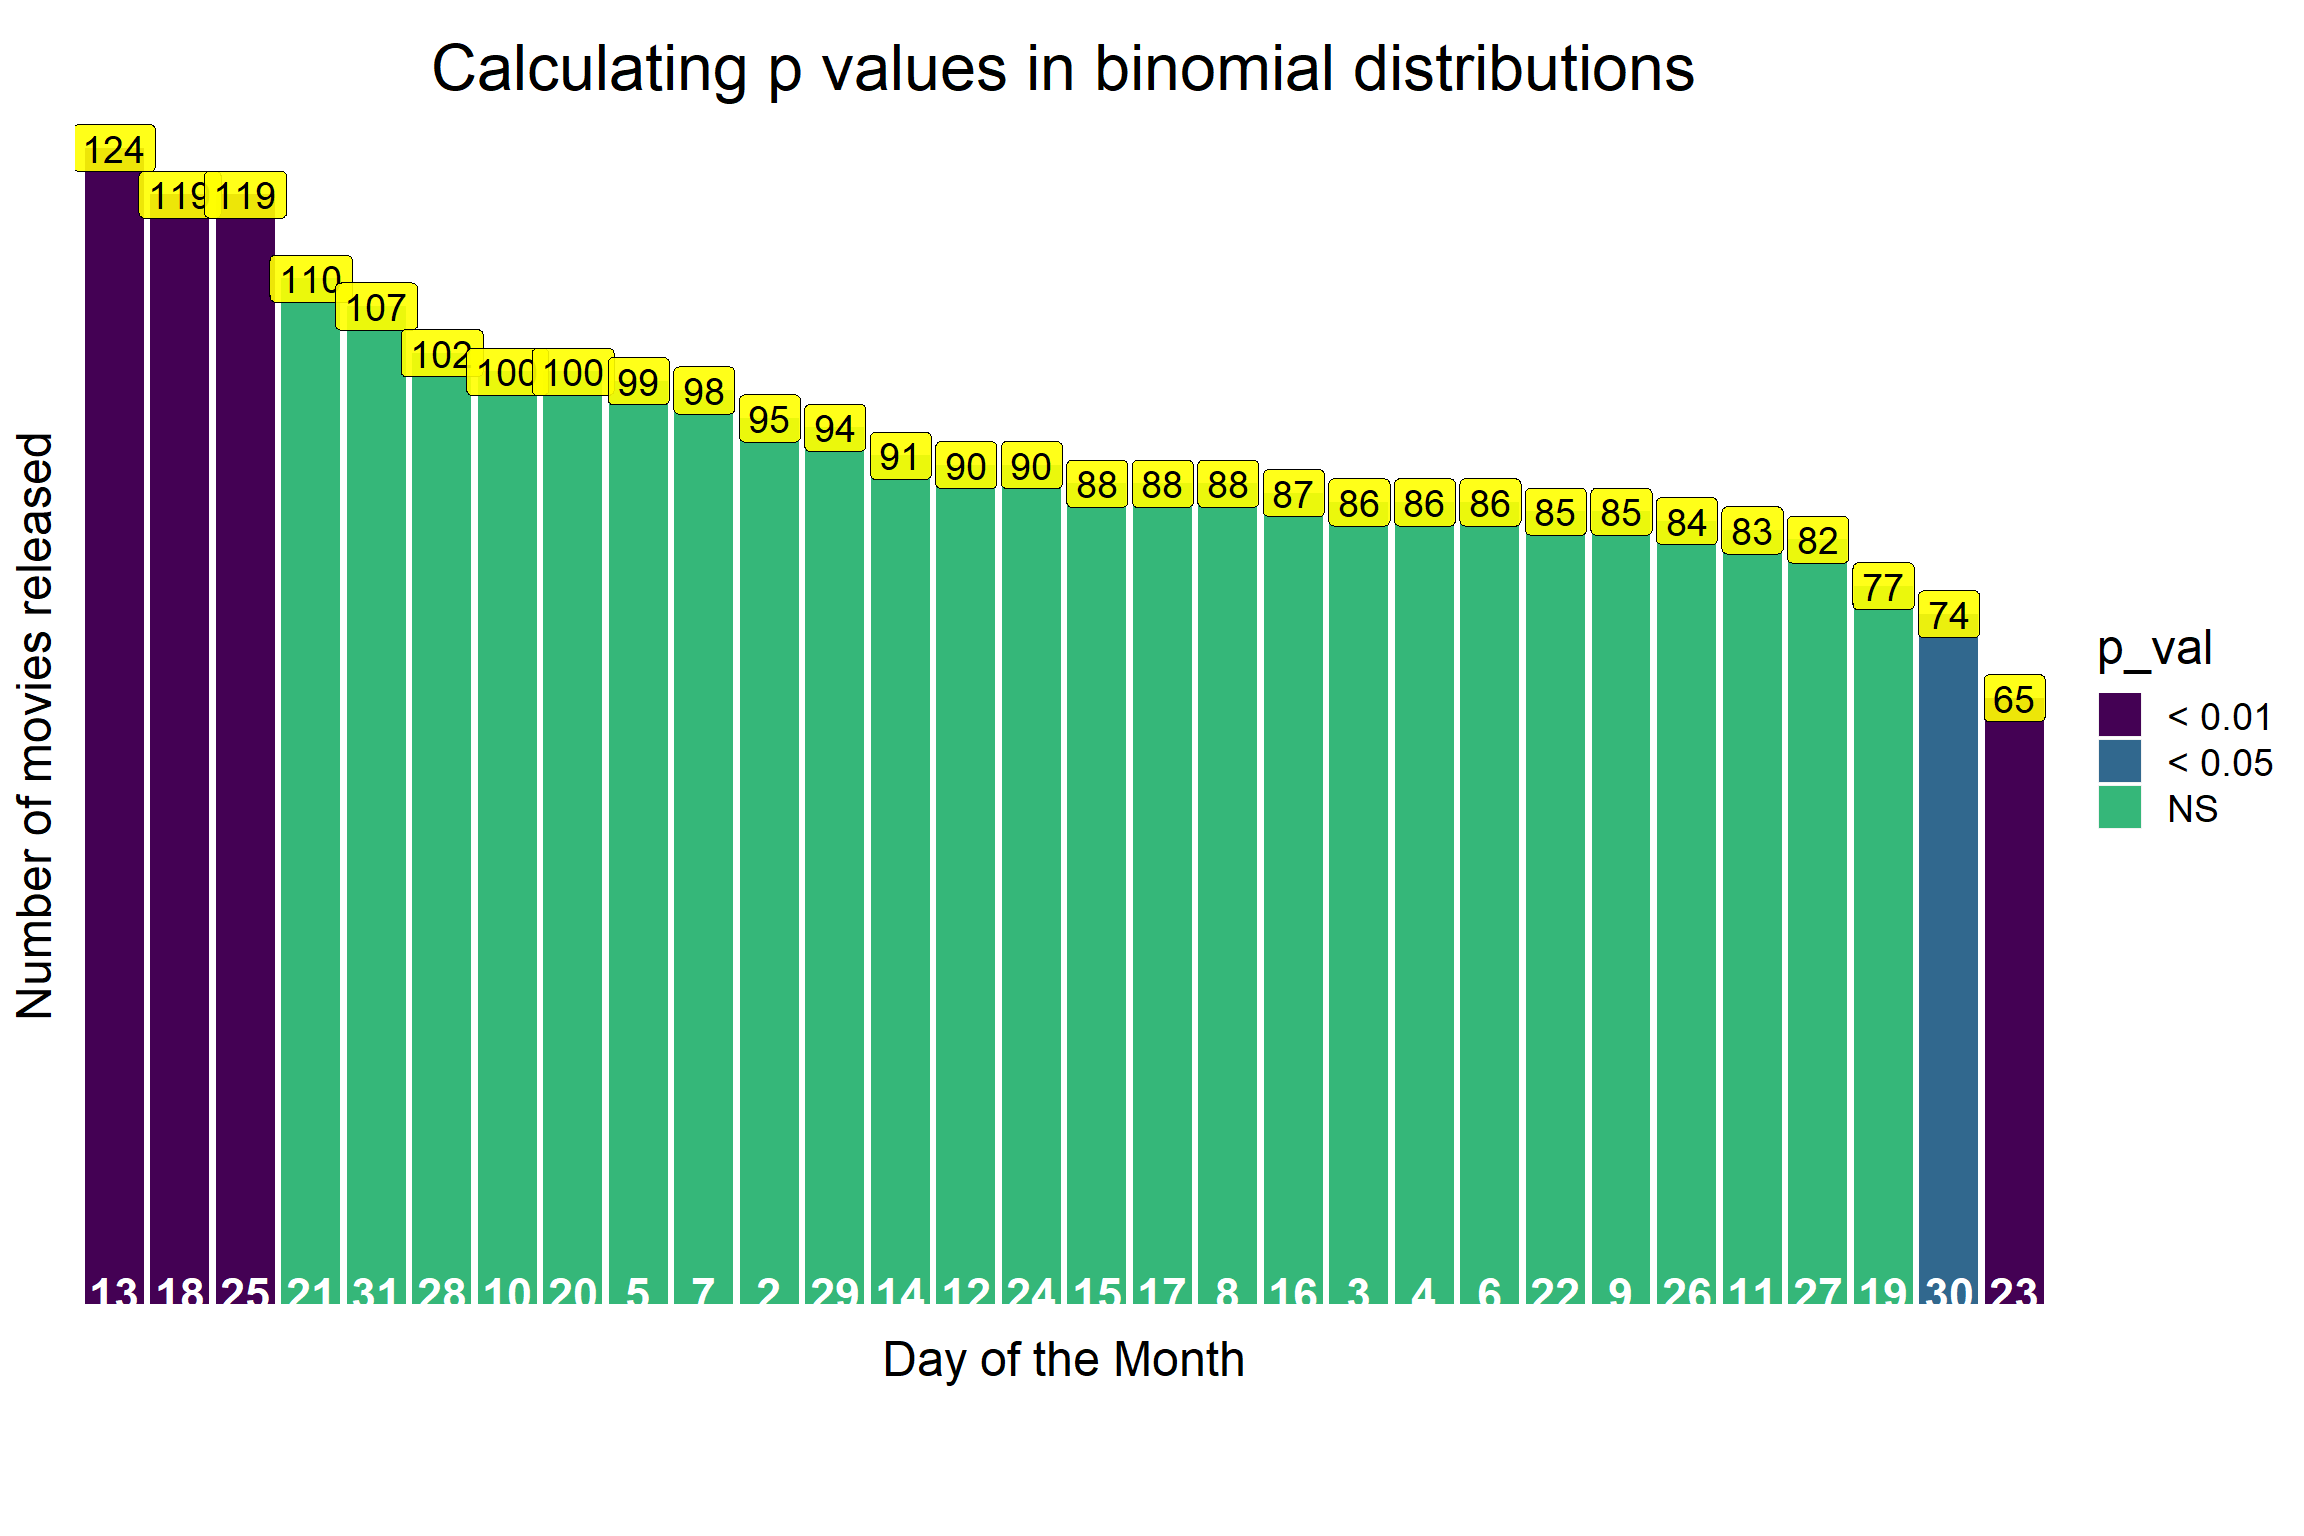 Calculating p values in binomial distributions
124
119 119
110
107
102
100 100 99 98
95 94
91 90 90
88 88 88 87 86 86 86 85 85 84 83 82
77
74
65
Number of movies released
p_val
< 0.01
< 0.05
NS
13 18 25 21 31 28 10 20 5 7 2 29 14 12 24 15 17 8 16 3 4 6 22 9 26 11 27 19 30 23
Day of the Month